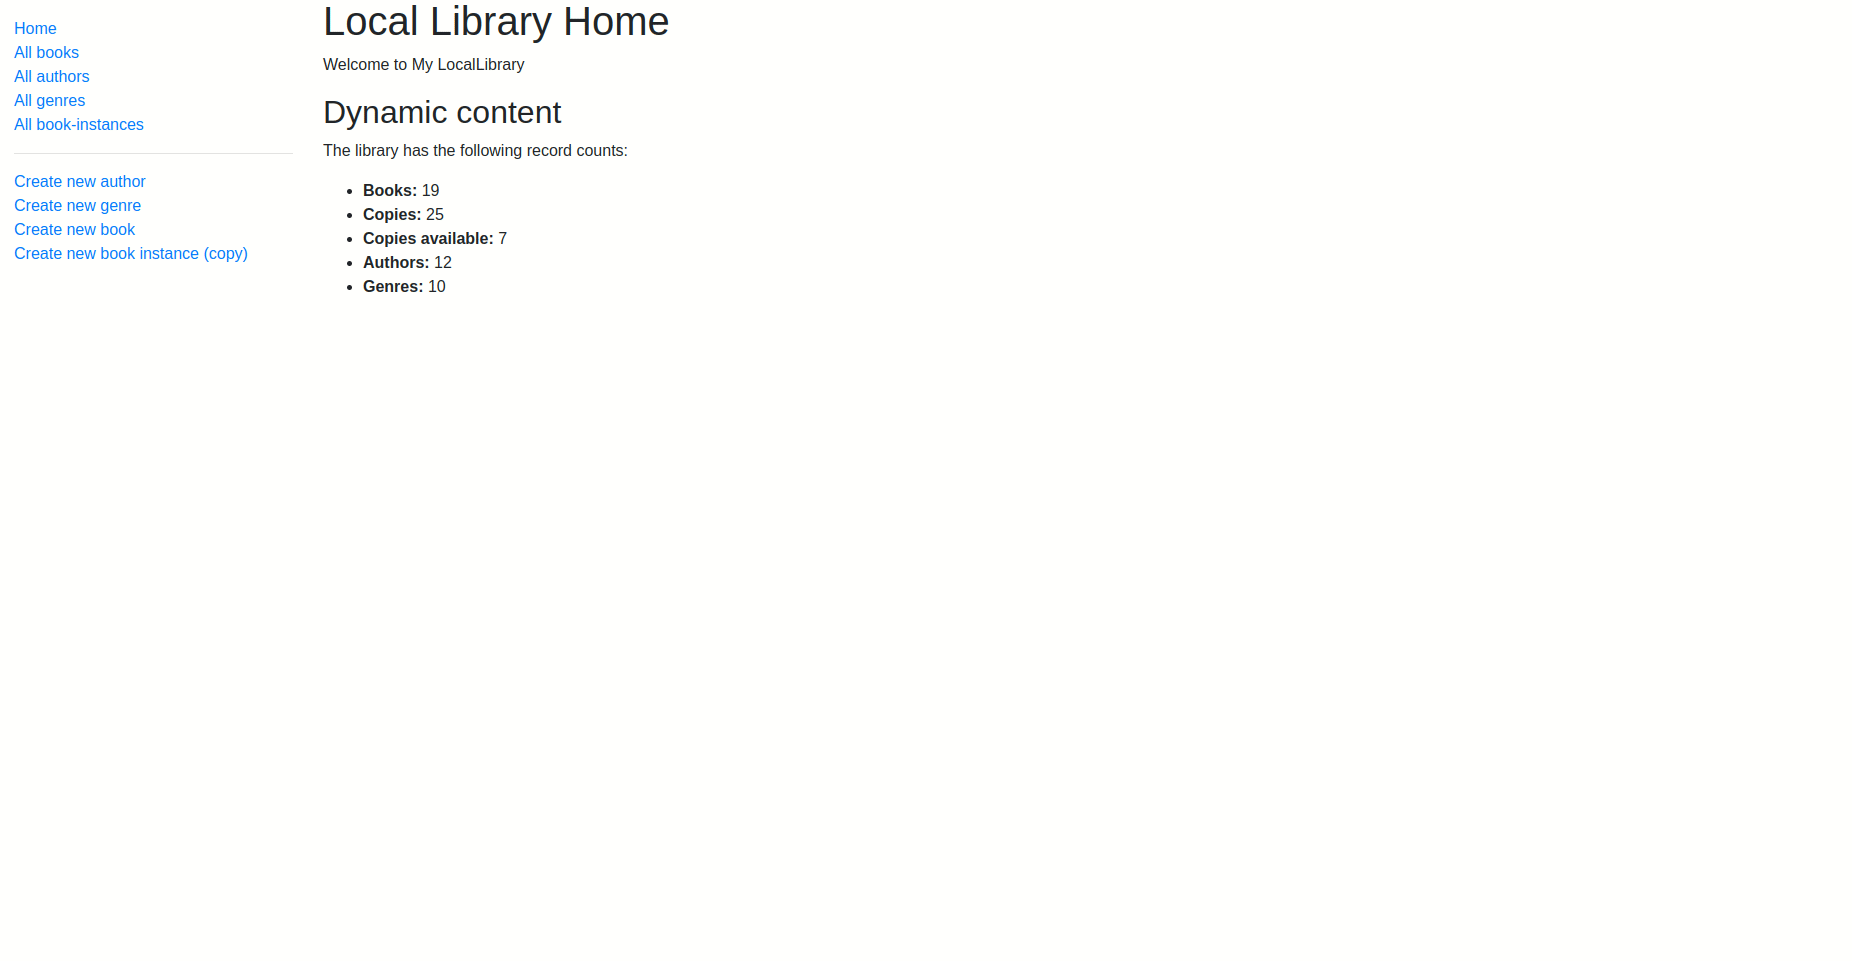 Home
All books
All authors
All genres
All book-instances
Create new author
Create new genre
Create new book
Create new book instance (copy)
Local Library Home
Welcome to My LocalLibrary
Dynamic content
The library has the following record counts:
Books: 19
Copies: 25
Copies available: 7
Authors: 12
Genres: 10